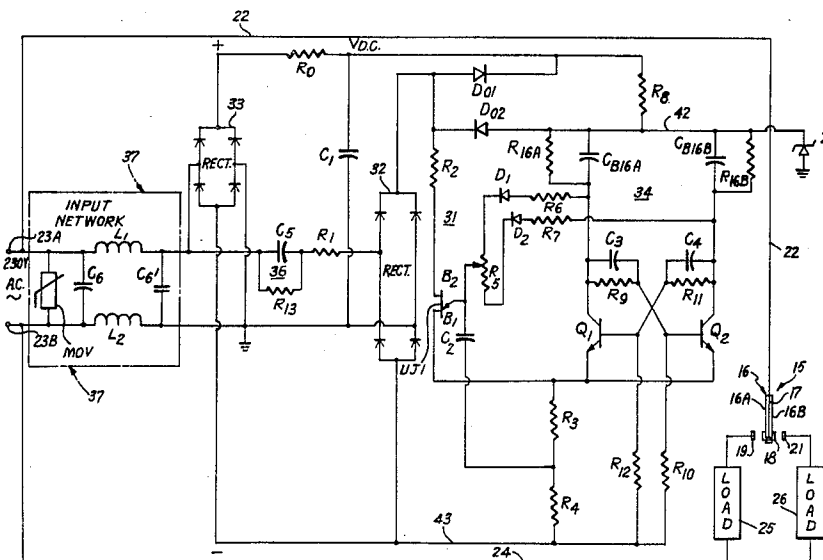 22
+
V D.C.
R0
D01
33
R8
D02
42
RECT.
C1
32
R2
R16A
CB16A
CB16B
R16B
2
37
D1
34
INPUT
NETWORK
31
R6
D2
R7
L1
C5
R1
22
23A
36
RECT.
C3
C4
230V
A.C.
~
C6
C6'
R13
B2
R5
R9
R11
B1
L2
C2
Q1
Q2
23B
MOV
UJ1
16
15
37
17
16A
16B
R3
19
18
21
R12
R10
LOAD
LOAD
R4
26
25
43
-
24